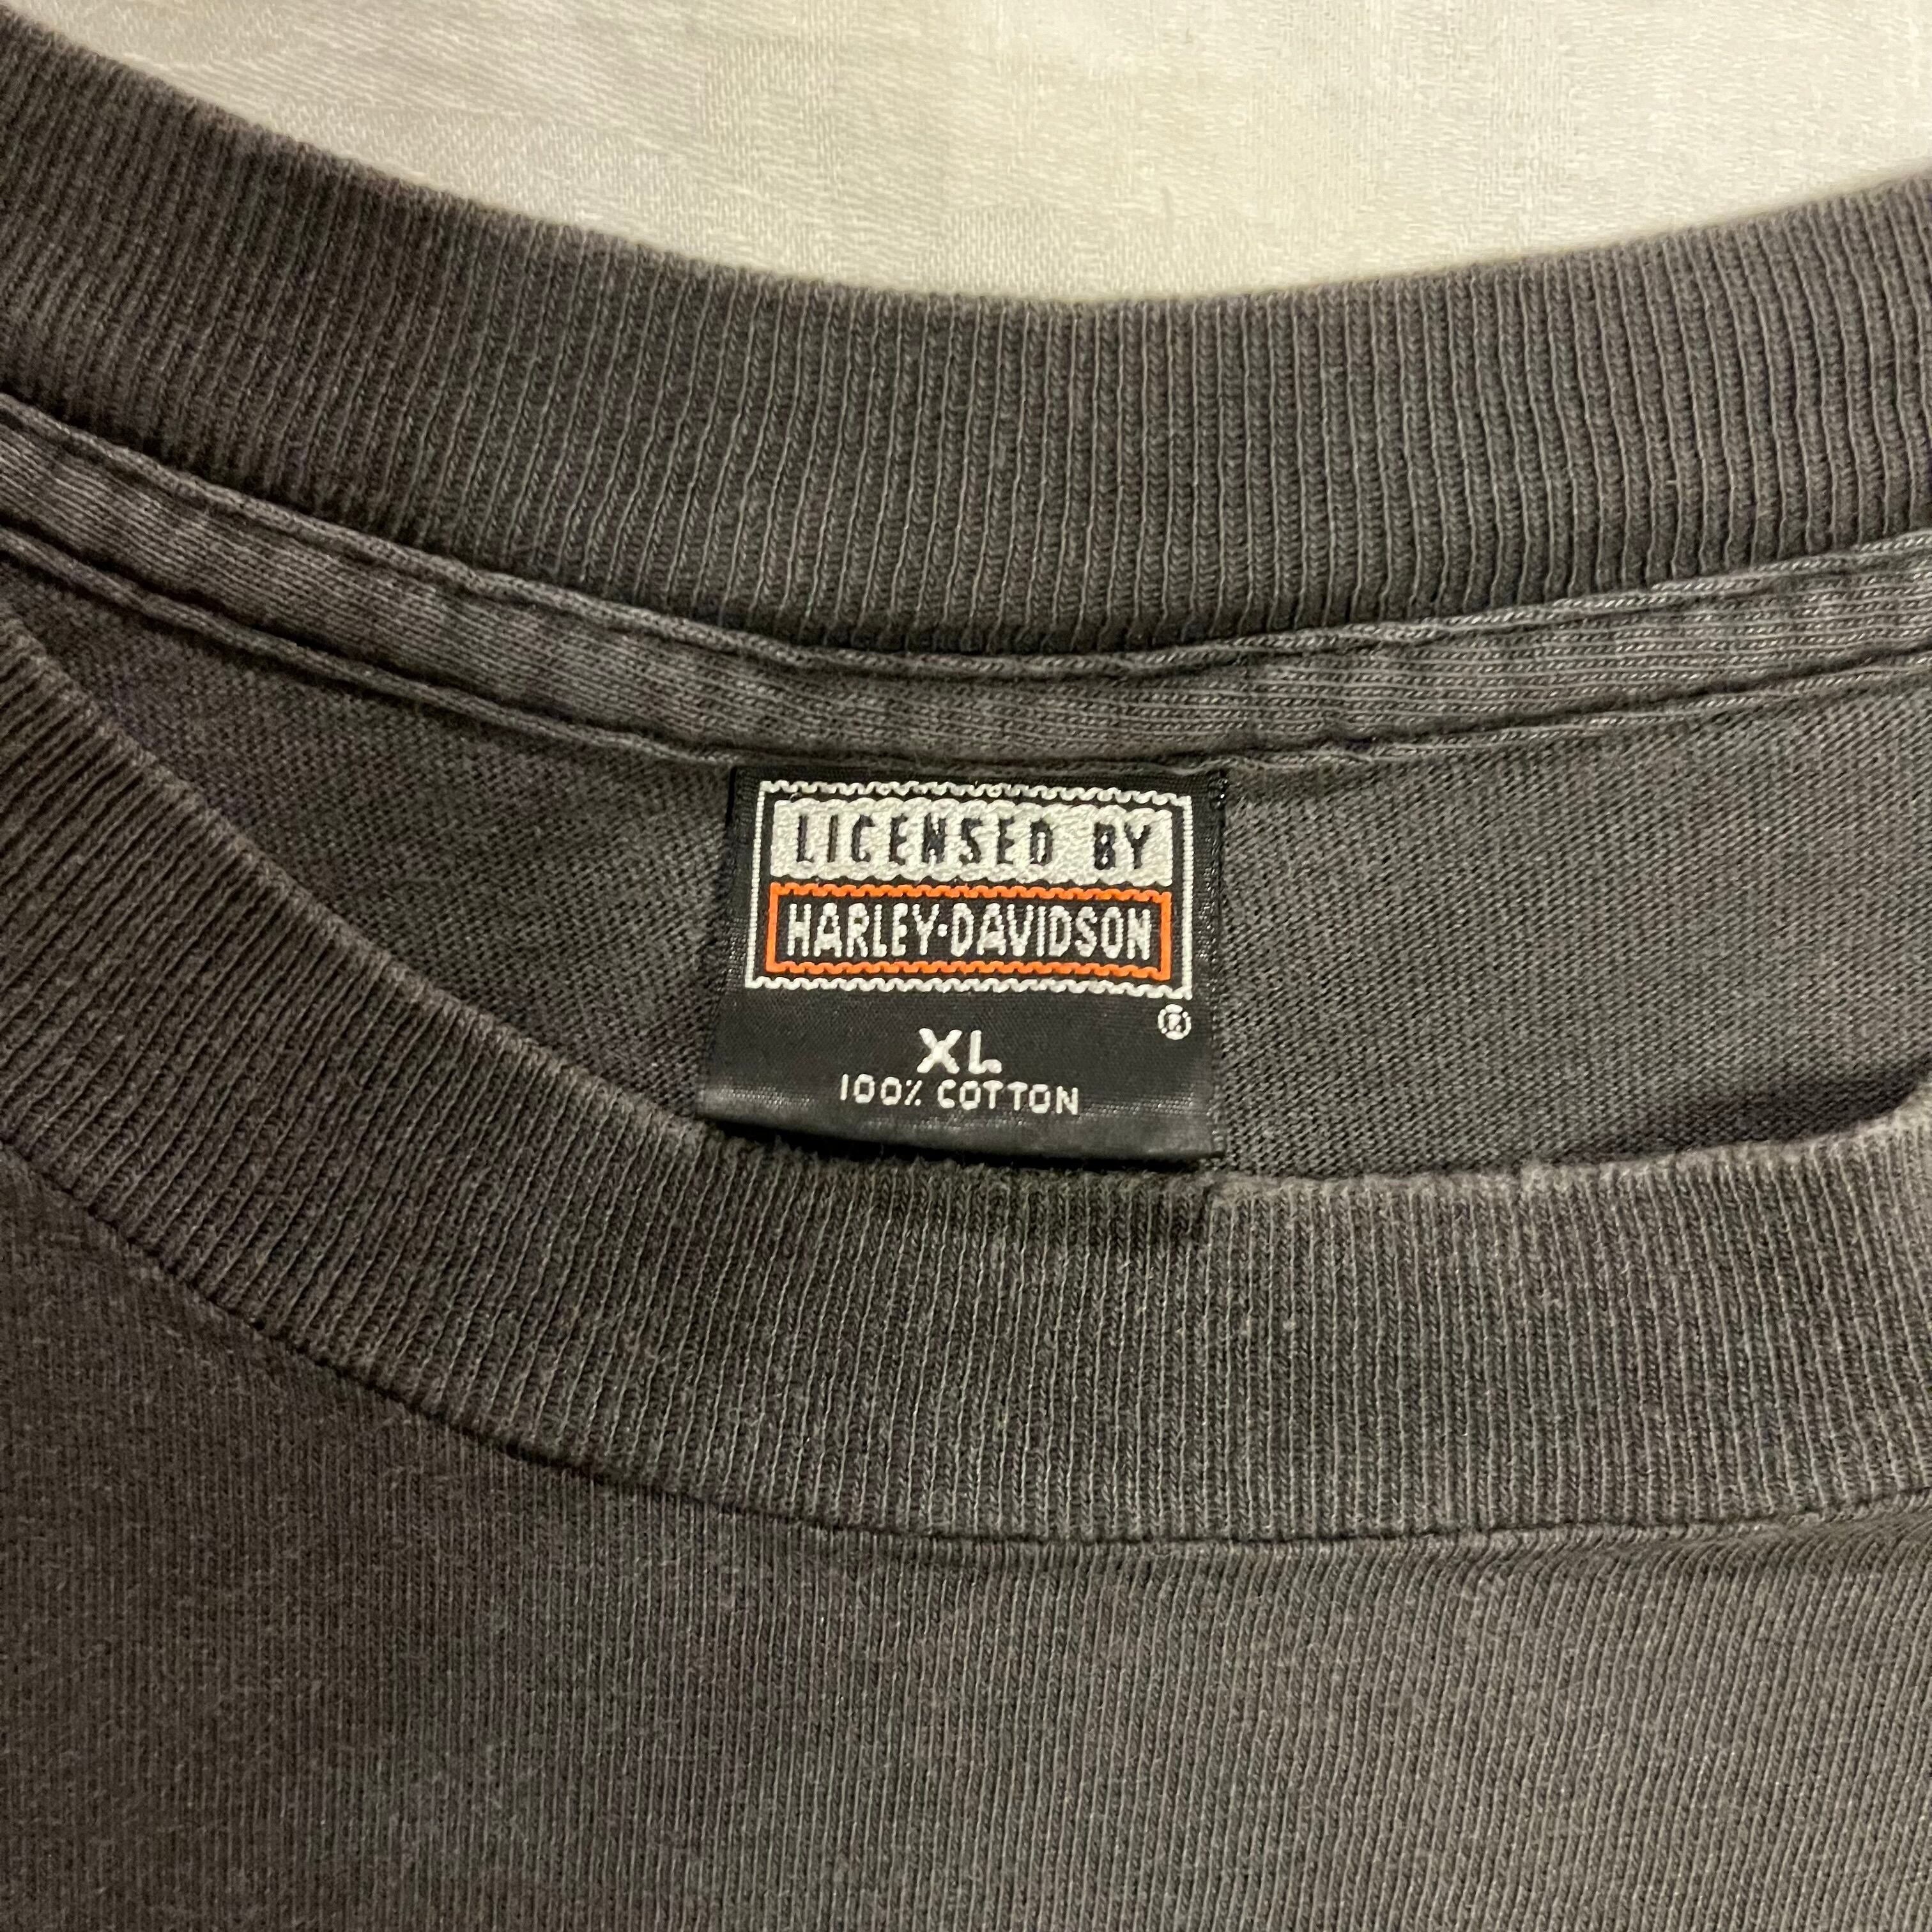 LICENSED BY
HARLEY-DAVIDSON
®
XL
100% COTTON